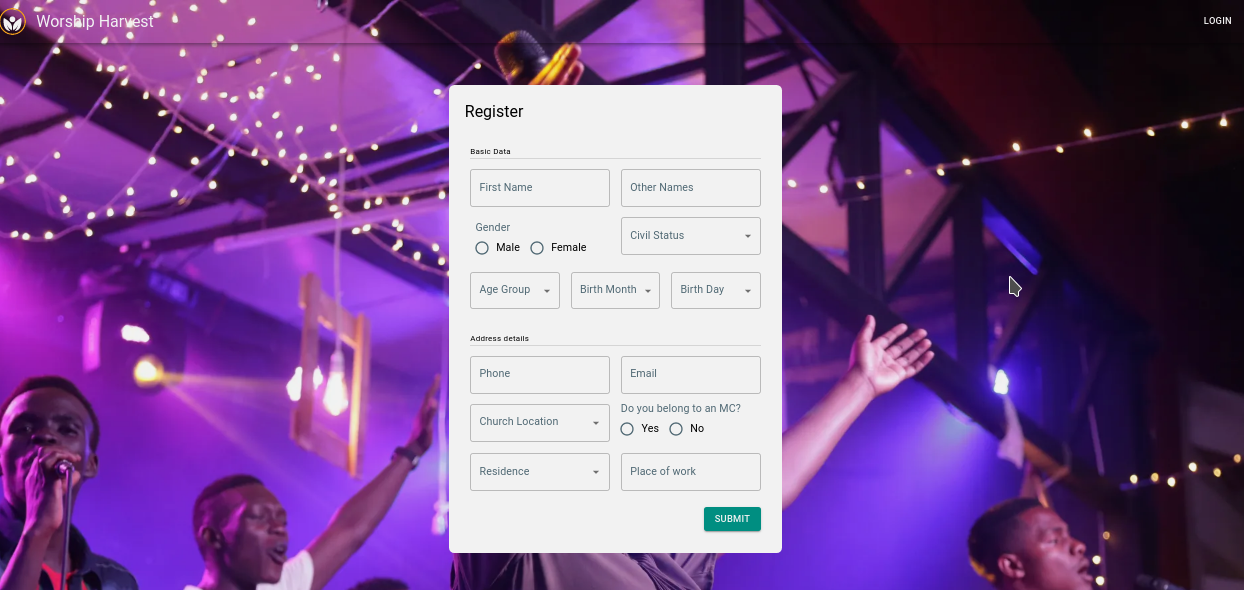 Worship Harvest
LOGIN
Register
Basic Data
First Name
Other Names
Gender
Male
Female
Civil Status
Age Group
Birth Month
Birth Day
Address details
Phone
Email
Church Location
Do you belong to an MC?
Yes
No
Residence
Place of work
SUBMIT